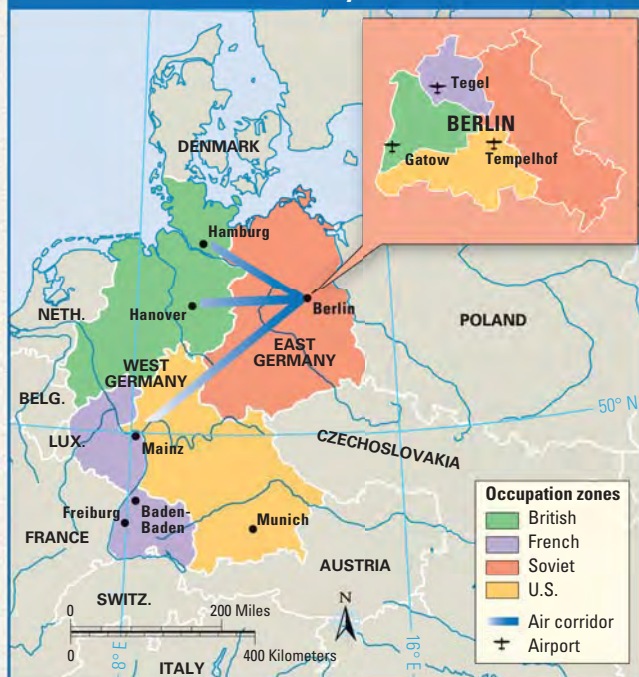 Tegel
BERLIN
Gatow
Tempelhof
DENMARK
Hamburg
NETH.
Hanover
Berlin
POLAND
EAST
GERMANY
WEST
GERMANY
BELG.
50° N
LUX.
Mainz
CZECHOSLOVAKIA
Freiburg
Baden-
Baden
Munich
FRANCE
AUSTRIA
SWITZ.
ITALY
0 200 Miles
0 400 Kilometers
8° E
N
16° E
Occupation zones
British
French
Soviet
U.S.
Air corridor
Airport